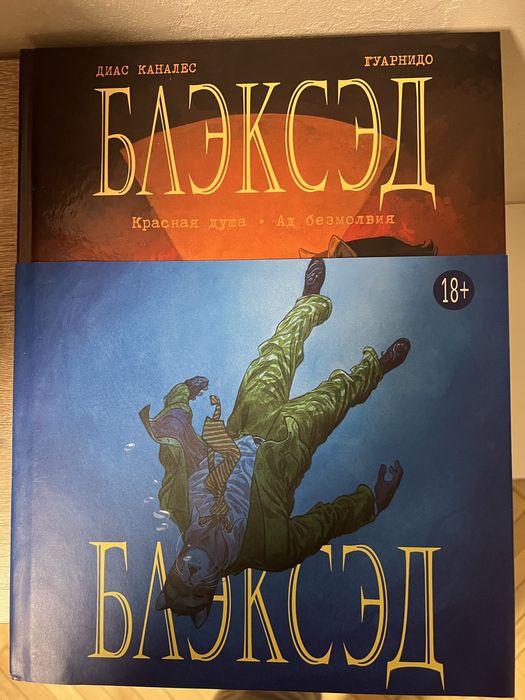 ДИАС КАНАЛЕС ГУАРНИДО
БЛЭКСЭД
Красная душа • Ад безмолвия
18+
БЛЭКСЭД